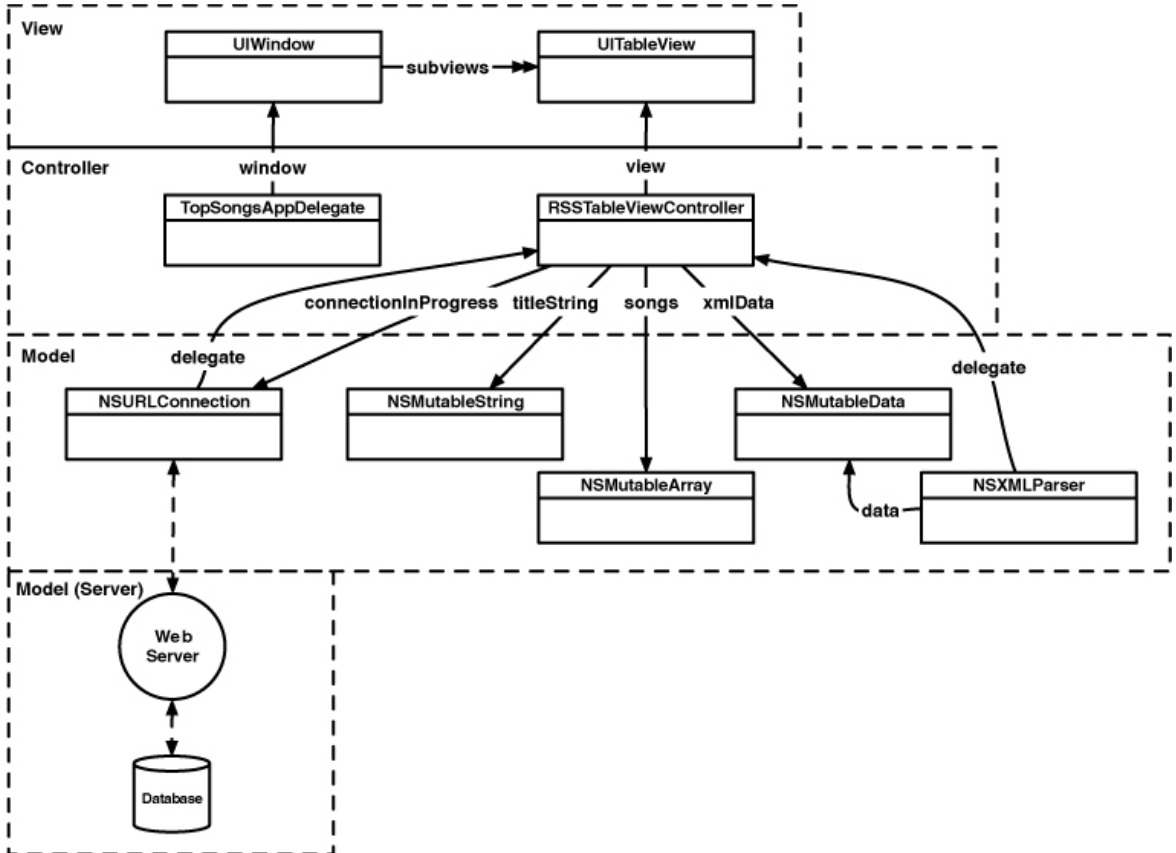 View
UIWindow
UITableView
subviews
Controller
window
view
TopSongsAppDelegate
RSSTableViewController
connectionInProgress
titleString
songs
xmlData
Model
delegate
delegate
NSURLConnection
NSMutableString
NSMutableData
NSMutableArray
NSXMLParser
data
Model (Server)
Web
Server
Database